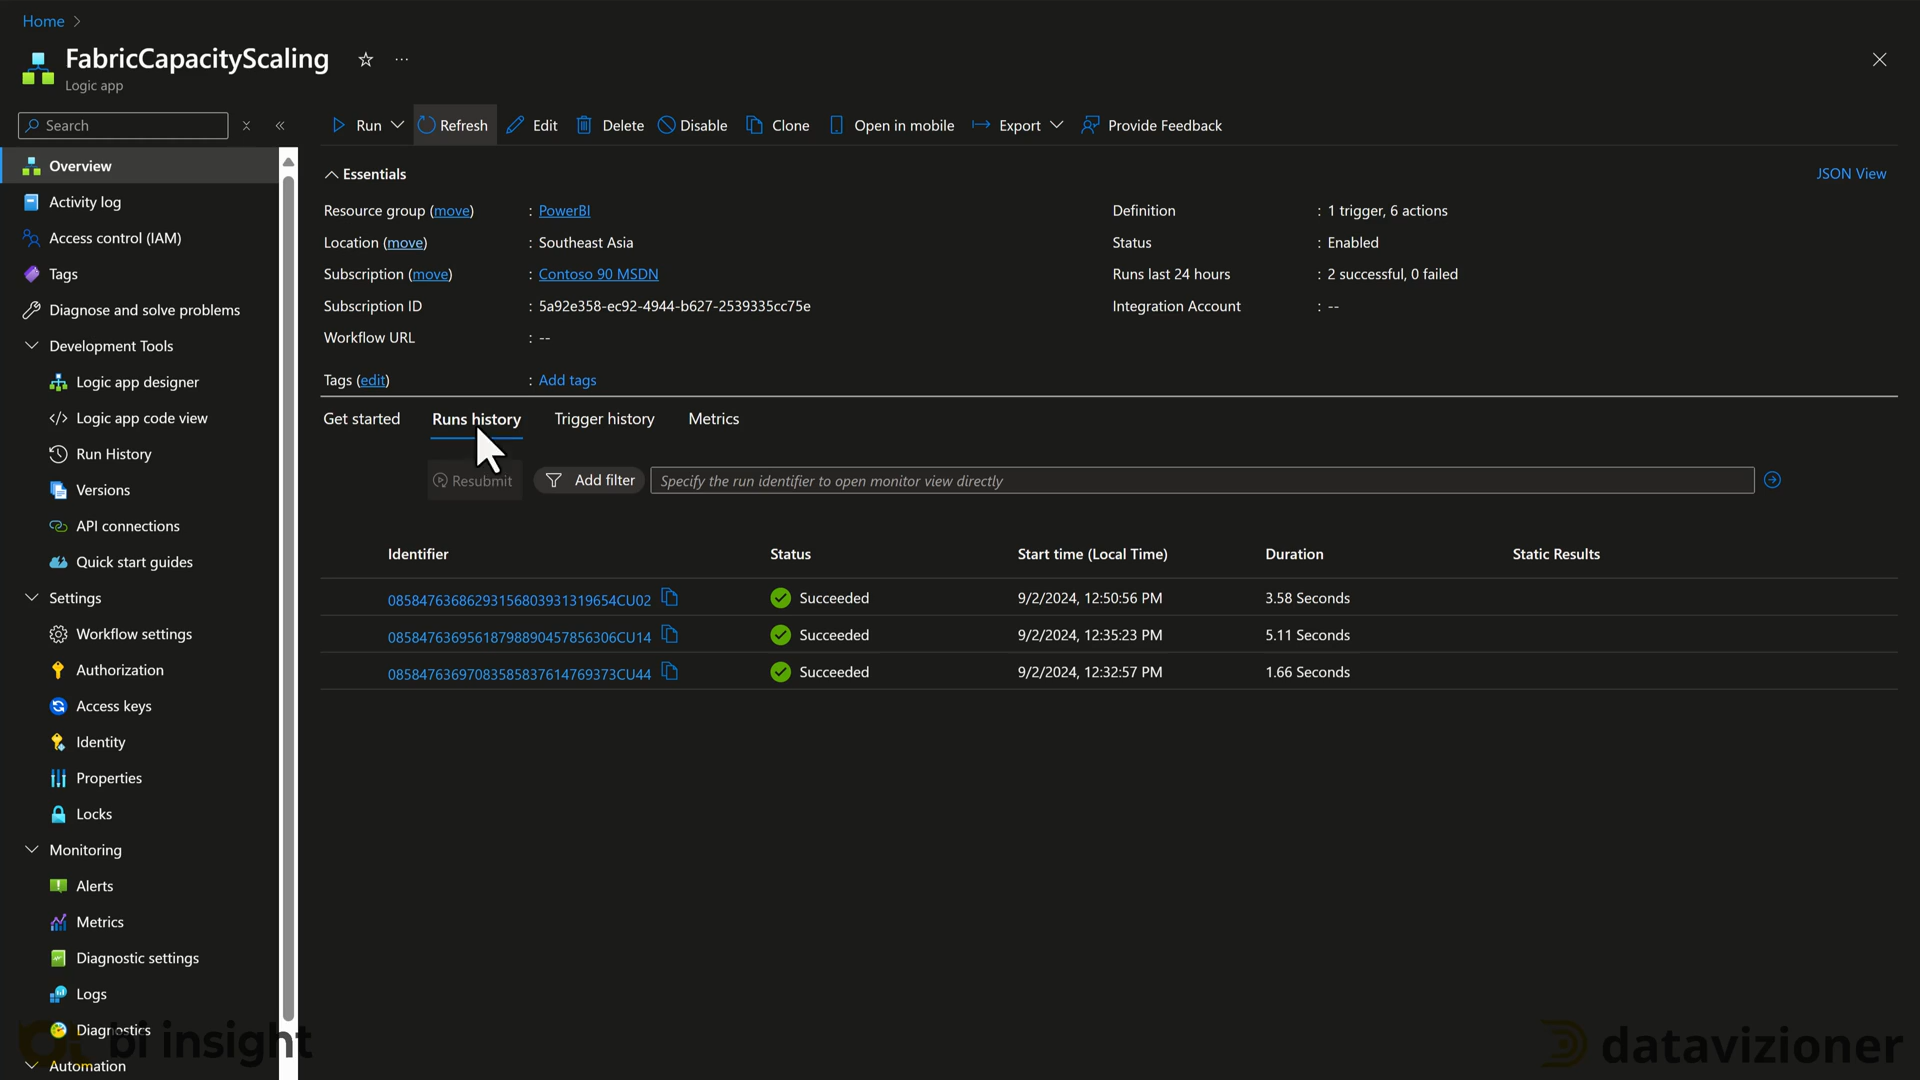 Home
FabricCapacityScaling
Logic app
Search
Run
Refresh
Edit
Delete
Disable
Clone
Open in mobile
Export
Provide Feedback
Overview
Activity log
Access control (IAM)
Tags
Diagnose and solve problems
Development Tools
Logic app designer
Logic app code view
Run History
Versions
API connections
Quick start guides
Settings
Workflow settings
Authorization
Access keys
Identity
Properties
Locks
Monitoring
Alerts
Metrics
Diagnostic settings
Logs
Diagnostics
Automation
Essentials
JSON View
Resource group (move) : PowerBI
Location (move) : Southeast Asia
Subscription (move) : Contoso 90 MSDN
Subscription ID : 5a92e358-ec92-4944-b627-2539335cc75e
Workflow URL : --
Definition : 1 trigger, 6 actions
Status : Enabled
Runs last 24 hours : 2 successful, 0 failed
Integration Account : --
Tags (edit) : Add tags
Get started Runs history Trigger history Metrics
Resubmit Add filter Specify the run identifier to open monitor view directly
Identifier Status Start time (Local Time) Duration Static Results
08584763686293156803931319654CU02 Succeeded 9/2/2024, 12:50:56 PM 3.58 Seconds
08584763695618798890457856306CU14 Succeeded 9/2/2024, 12:35:23 PM 5.11 Seconds
08584763697083585837614769373CU44 Succeeded 9/2/2024, 12:32:57 PM 1.66 Seconds
bi insight
datavizioner